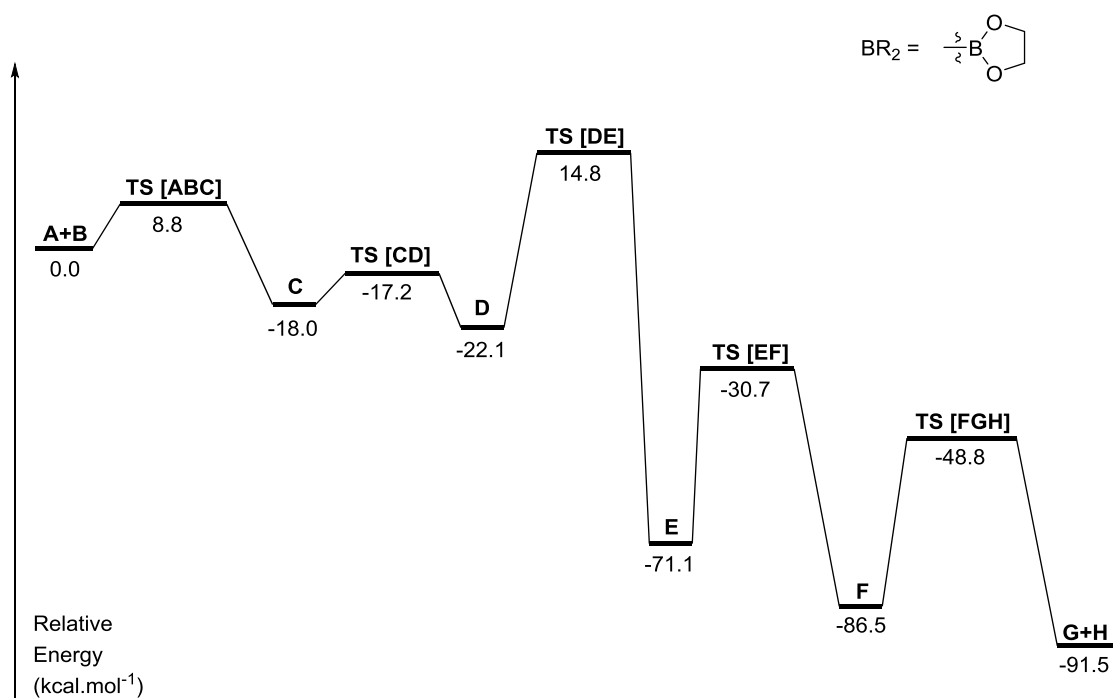 BR2 =
B
O
O
TS [DE]
14.8
TS [ABC]
8.8
A+B
0.0
TS [CD]
-17.2
C
-18.0
D
-22.1
TS [EF]
-30.7
TS [FGH]
-48.8
E
-71.1
F
-86.5
G+H
-91.5
Relative
Energy
(kcal.mol-1)